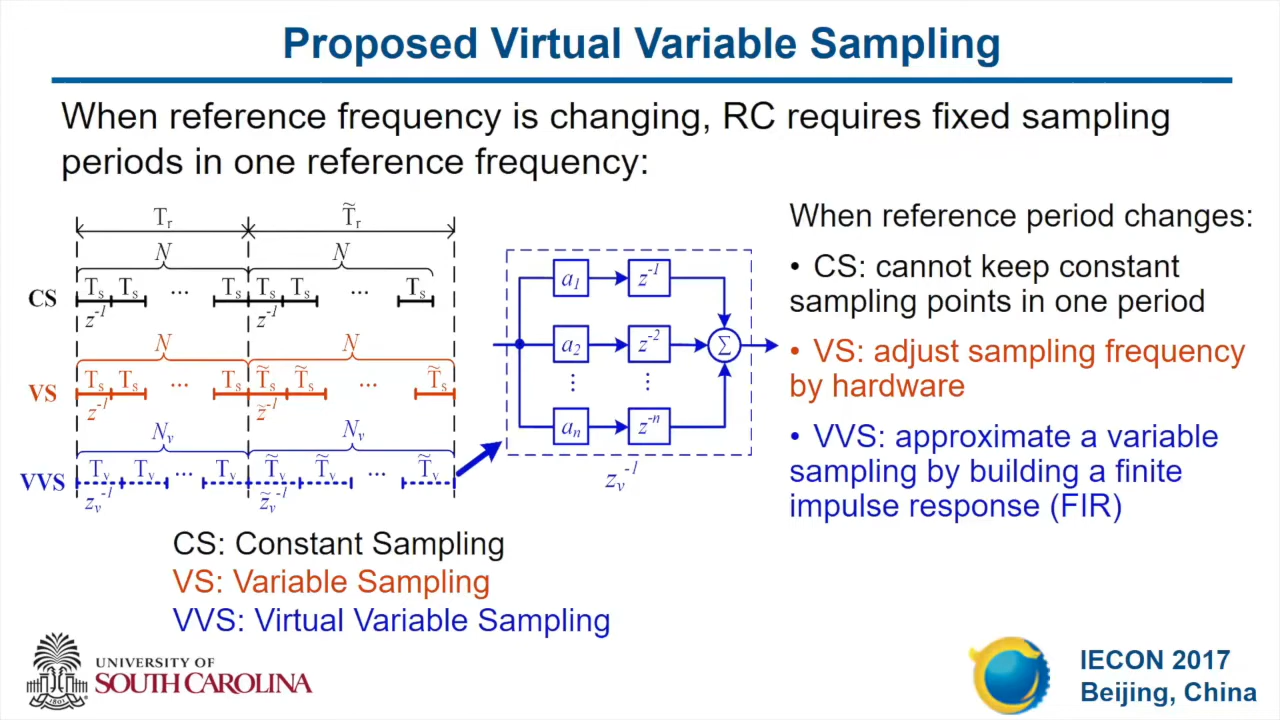 Proposed Virtual Variable Sampling
When reference frequency is changing, RC requires fixed sampling
periods in one reference frequency:
Tᵣ T̃ᵣ
N N
CS Tₛ Tₛ ... Tₛ Tₛ Tₛ ... Tₛ
z⁻¹ z⁻¹
N N
VS Tₛ Tₛ ... Tₛ T̃ₛ T̃ₛ ... T̃ₛ
z⁻¹ z̃⁻¹
Nᵥ Nᵥ
VVS Tᵥ Tᵥ ... Tᵥ T̃ᵥ T̃ᵥ ... T̃ᵥ
zᵥ⁻¹ z̃ᵥ⁻¹
a₁ z⁻¹
a₂ z⁻² Σ
⋮ ⋮
aₙ z⁻ⁿ
zᵥ⁻¹
When reference period changes:
• CS: cannot keep constant
sampling points in one period
• VS: adjust sampling frequency
by hardware
• VVS: approximate a variable
sampling by building a finite
impulse response (FIR)
CS: Constant Sampling
VS: Variable Sampling
VVS: Virtual Variable Sampling
UNIVERSITY OF
SOUTH CAROLINA
IECON 2017
Beijing, China